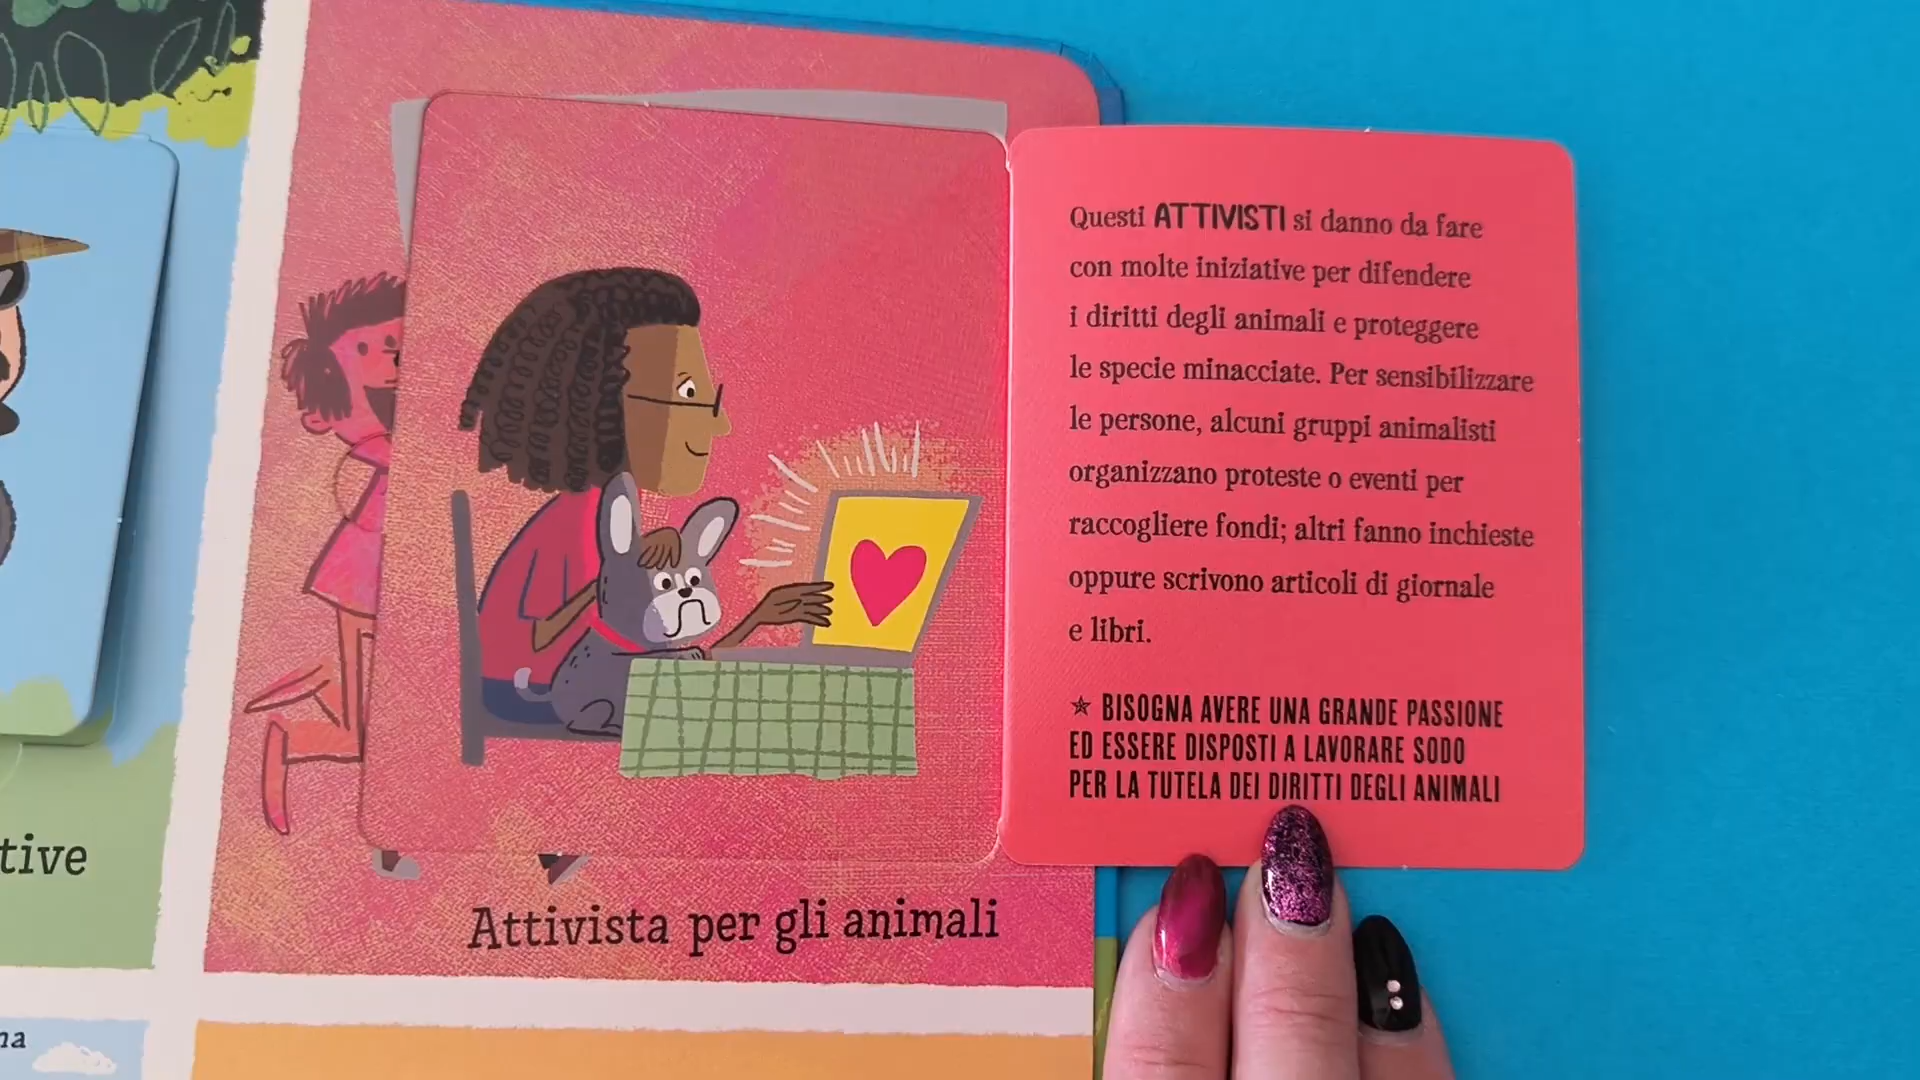 Questi ATTIVISTI si danno da fare
con molte iniziative per difendere
i diritti degli animali e proteggere
le specie minacciate. Per sensibilizzare
le persone, alcuni gruppi animalisti
organizzano proteste o eventi per
raccogliere fondi; altri fanno inchieste
oppure scrivono articoli di giornale
e libri.
★ BISOGNA AVERE UNA GRANDE PASSIONE
ED ESSERE DISPOSTI A LAVORARE SODO
PER LA TUTELA DEI DIRITTI DEGLI ANIMALI
tive
Attivista per gli animali
na